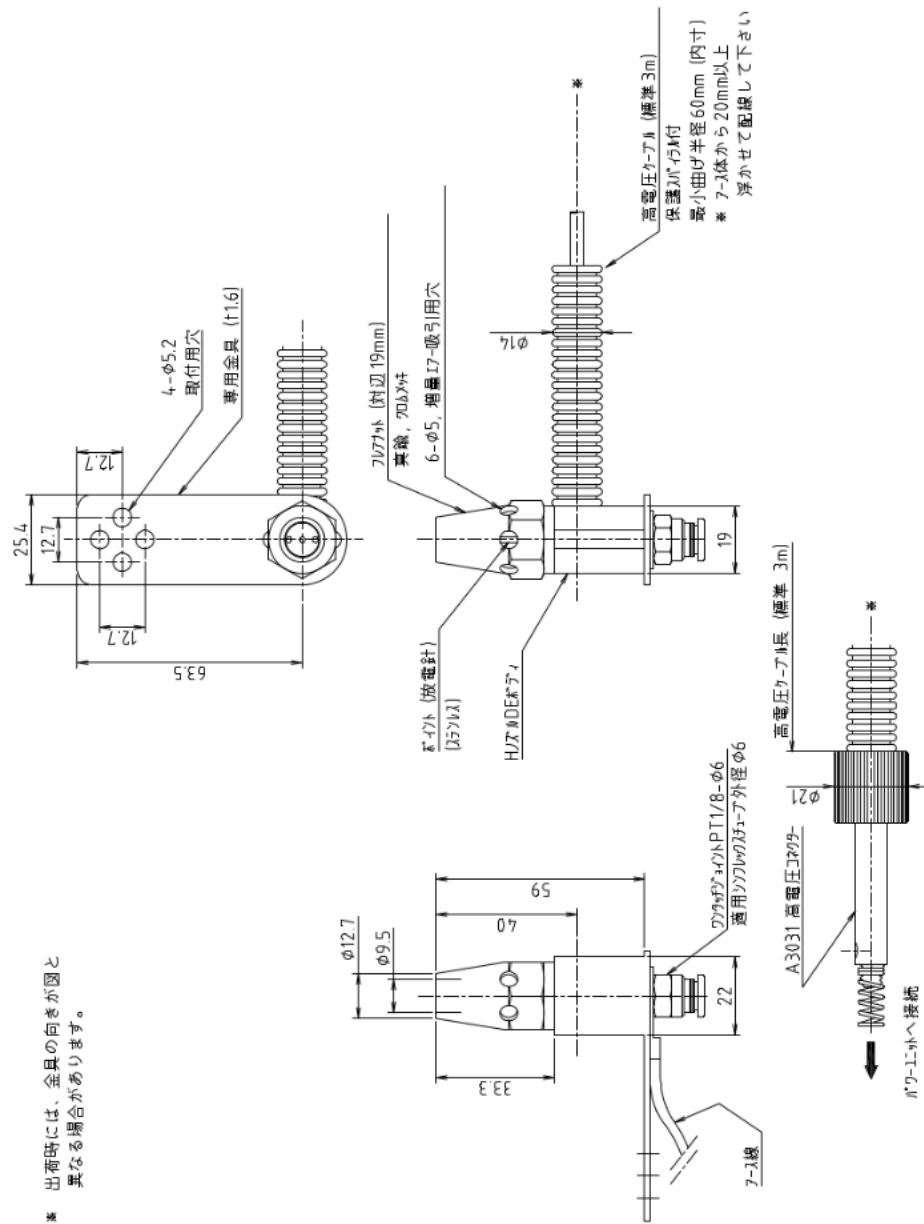 ※ 出荷時には、金具の向きが図と
異なる場合があります。
25.4
12.7
12.7
12.7
63.5
4-Φ5.2
取付用穴
専用金具 (t1.6)
フレアナット (対辺 19mm)
真鍮, クロムメッキ
6-Φ5, 増量エアー吸引用穴
高電圧ケーブル (標準 3m)
保護スパイラル付
最小曲げ半径60mm (内寸)
※ アース体から20mm以上
浮かせて配線して下さい
※
Φ14
19
ポイント (放電針)
(ステンレス)
HノズルDEボディ
Φ12.7
Φ9.5
33.3
40
59
22
ワンタッチジョイントPT1/8-Φ6
適用シンフレックスチューブ外径 Φ6
アース線
高電圧ケーブル長 (標準 3m)
※
Φ21
A3031 高電圧コネクター
パワーユニットへ接続